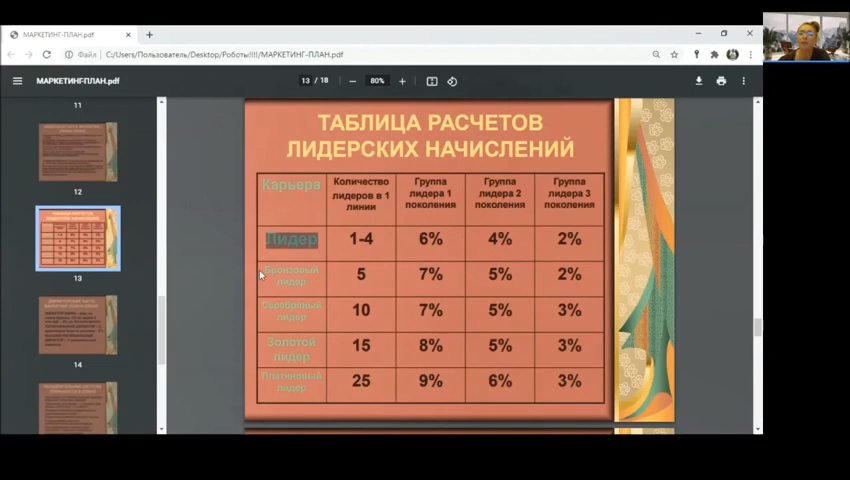 МАРКЕТИНГ-ПЛАН.pdf
Файл | C:/Users/Пользователь/Desktop/Роботы!!!!/МАРКЕТИНГ-ПЛАН.pdf
МАРКЕТИНГ-ПЛАН.pdf
13 / 18
80%
11
12
13
14
ТАБЛИЦА РАСЧЕТОВ
ЛИДЕРСКИХ НАЧИСЛЕНИЙ
Карьера
Количество лидеров в 1 линии
Группа лидера 1 поколения
Группа лидера 2 поколения
Группа лидера 3 поколения
Лидер 1-4 6% 4% 2%
Бронзовый лидер 5 7% 5% 2%
Серебряный лидер 10 7% 5% 3%
Золотой лидер 15 8% 5% 3%
Платиновый лидер 25 9% 6% 3%